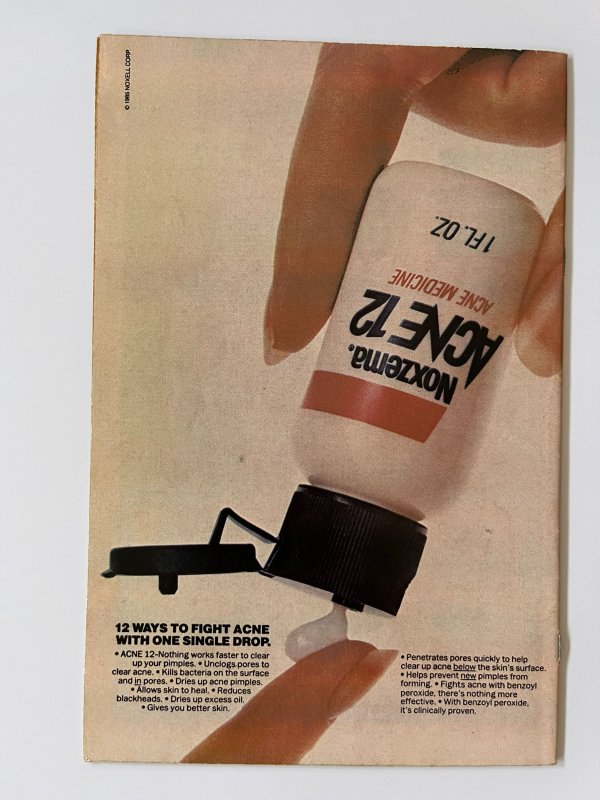 © 1985 NOXELL CORP.
1 FL. OZ.
ACNE MEDICINE
ACNE 12
Noxzema.
12 WAYS TO FIGHT ACNE
WITH ONE SINGLE DROP.
• ACNE 12-Nothing works faster to clear
up your pimples. • Unclogs pores to
clear acne. • Kills bacteria on the surface
and in pores. • Dries up acne pimples.
• Allows skin to heal. • Reduces
blackheads. • Dries up excess oil.
• Gives you better skin.
• Penetrates pores quickly to help
clear up acne below the skin's surface.
• Helps prevent new pimples from
forming. • Fights acne with benzoyl
peroxide, there's nothing more
effective. • With benzoyl peroxide,
it's clinically proven.